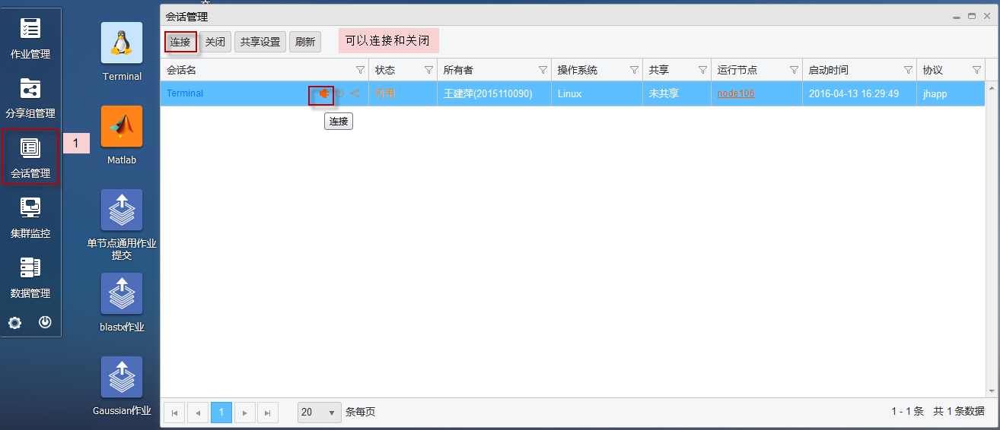 作业管理
分享组管理
会话管理
1
集群监控
数据管理
Terminal
Matlab
单节点通用作业
提交
blastx作业
Gaussian作业
会话管理
连接 关闭 共享设置 刷新 可以连接和关闭
会话名 状态 所有者 操作系统 共享 运行节点 启动时间 协议
Terminal 可用 王建萍(2015110090) Linux 未共享 node106 2016-04-13 16:29:49 jhapp
连接
1 20 条每页 1 - 1 条 共 1 条数据